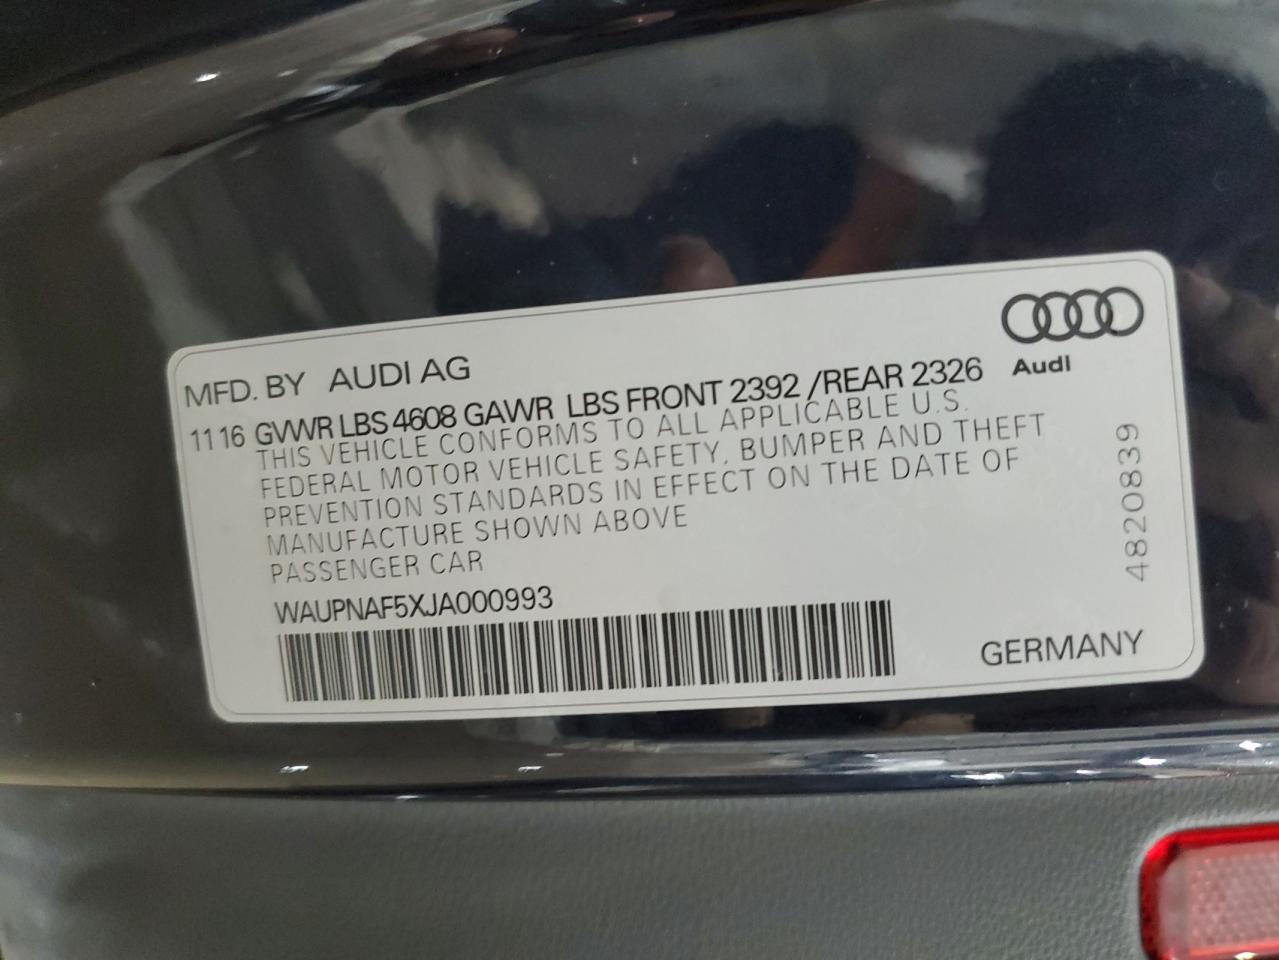 MFD. BY AUDI AG
Audi
1116 GVWR LBS 4608 GAWR LBS FRONT 2392 /REAR 2326
THIS VEHICLE CONFORMS TO ALL APPLICABLE U.S.
FEDERAL MOTOR VEHICLE SAFETY, BUMPER AND THEFT
PREVENTION STANDARDS IN EFFECT ON THE DATE OF
MANUFACTURE SHOWN ABOVE
PASSENGER CAR
WAUPNAF5XJA000993
4820839
GERMANY